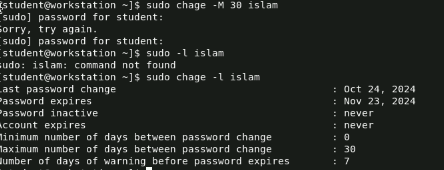 [student@workstation ~]$ sudo chage -M 30 islam
[sudo] password for student:
Sorry, try again.
[sudo] password for student:
[student@workstation ~]$ sudo -l islam
sudo: islam: command not found
[student@workstation ~]$ sudo chage -l islam
Last password change : Oct 24, 2024
Password expires : Nov 23, 2024
Password inactive : never
Account expires : never
Minimum number of days between password change : 0
Maximum number of days between password change : 30
Number of days of warning before password expires : 7